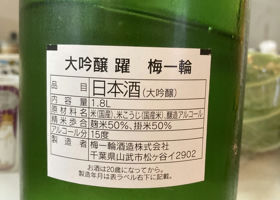 大吟醸 躍 梅一輪
品目 日本酒(大吟醸)
内容量 1.8L
原材料名 米(国産)、米こうじ(国産米)、醸造アルコール
精米歩合 麹米50%、掛米50%
アルコール分 15度
製造者 梅一輪酒造株式会社
千葉県山武市松ヶ谷イ2902
お酒は20歳になってから。
製造年月は表ラベル右下に記載。